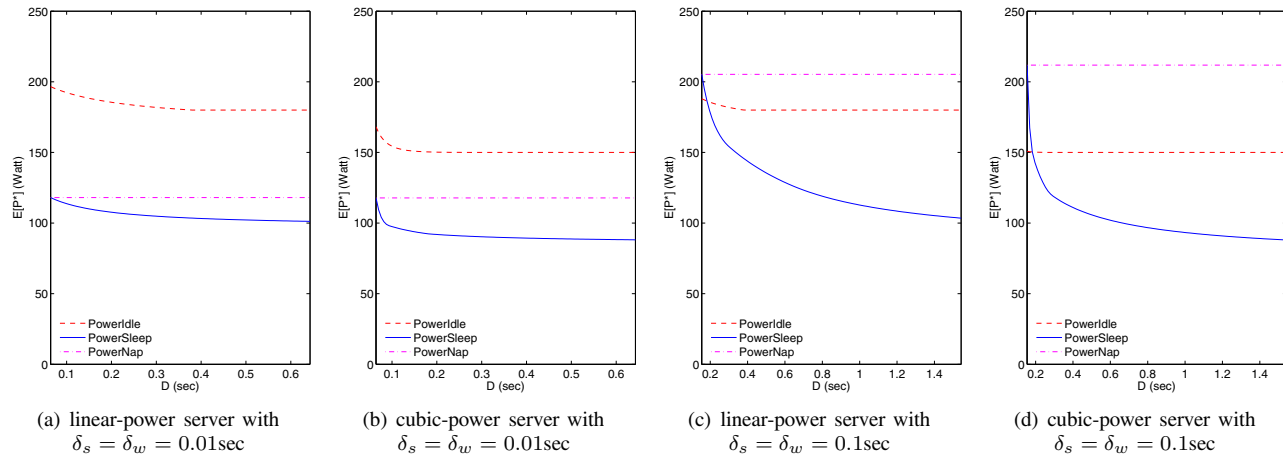 250
200
150
100
50
0
E[P*] (Watt)
PowerIdle
PowerSleep
PowerNap
0.1 0.2 0.3 0.4 0.5 0.6
D (sec)
(a) linear-power server with
δs = δw = 0.01sec
250
200
150
100
50
0
E[P*] (Watt)
PowerIdle
PowerSleep
PowerNap
0.1 0.2 0.3 0.4 0.5 0.6
D (sec)
(b) cubic-power server with
δs = δw = 0.01sec
250
200
150
100
50
0
E[P*] (Watt)
PowerIdle
PowerSleep
PowerNap
0.2 0.4 0.6 0.8 1 1.2 1.4
D (sec)
(c) linear-power server with
δs = δw = 0.1sec
250
200
150
100
50
0
E[P*] (Watt)
PowerIdle
PowerSleep
PowerNap
0.2 0.4 0.6 0.8 1 1.2 1.4
D (sec)
(d) cubic-power server with
δs = δw = 0.1sec